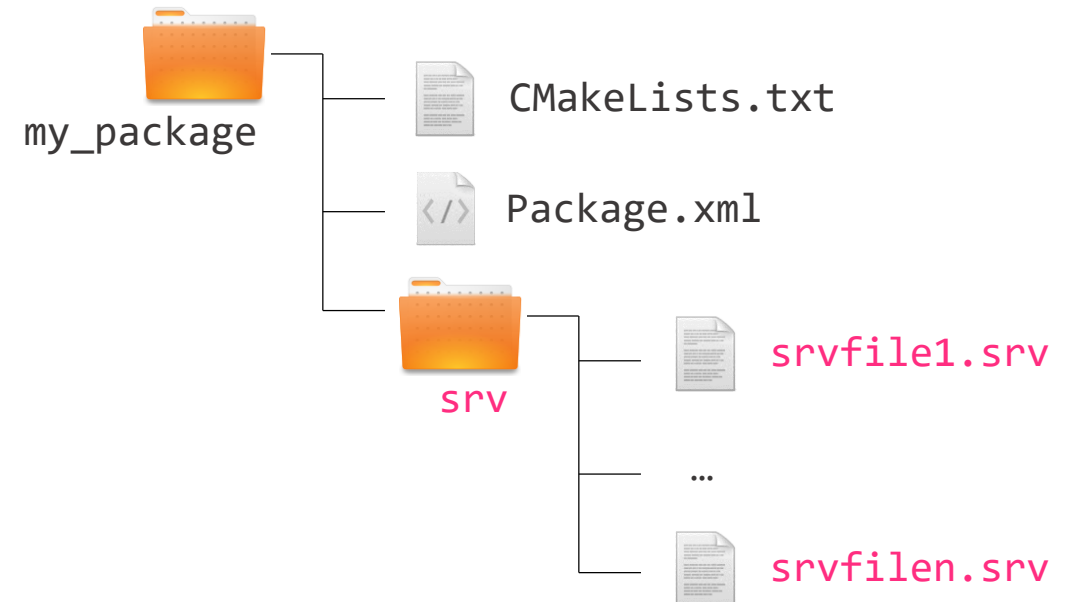 my_package
CMakeLists.txt
Package.xml
srv
srvfile1.srv
…
srvfilen.srv